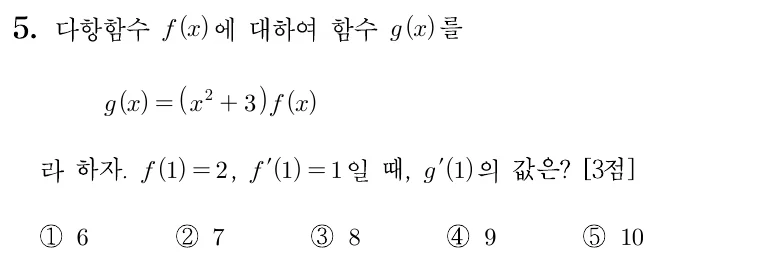 5. 다항함수 f(x)에 대하여 함수 g(x)를
g(x)=(x²+3)f(x)
라 하자. f(1)=2, f′(1)=1일 때, g′(1)의 값은? [3점]
① 6 ② 7 ③ 8 ④ 9 ⑤ 10